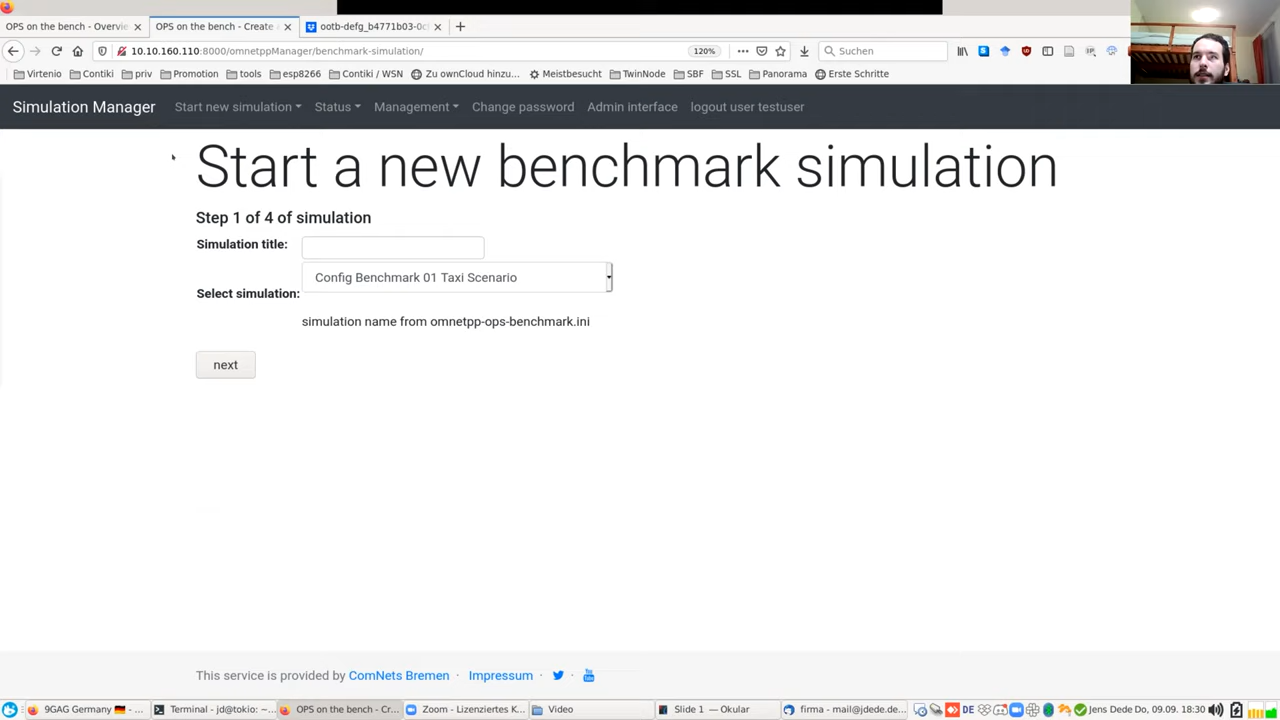 OPS on the bench - Overvie
OPS on the bench - Create
ootb-defg_b4771b03-0c
10.10.160.110:8000/omnetppManager/benchmark-simulation/
120%
Suchen
Virtenio
Contiki
priv
Promotion
tools
esp8266
Contiki / WSN
Zu ownCloud hinzu...
Meistbesucht
TwinNode
SBF
SSL
Panorama
Erste Schritte
Simulation Manager
Start new simulation
Status
Management
Change password
Admin interface
logout user testuser
Start a new benchmark simulation
Step 1 of 4 of simulation
Simulation title:
Config Benchmark 01 Taxi Scenario
Select simulation:
simulation name from omnetpp-ops-benchmark.ini
next
This service is provided by ComNets Bremen · Impressum ·
9GAG Germany - ...
Terminal - jd@tokio: ~...
OPS on the bench - Cr...
Zoom - Lizenziertes K...
Video
Slide 1 — Okular
firma - mail@jdede.de...
DE
Jens Dede Do, 09.09. 18:30